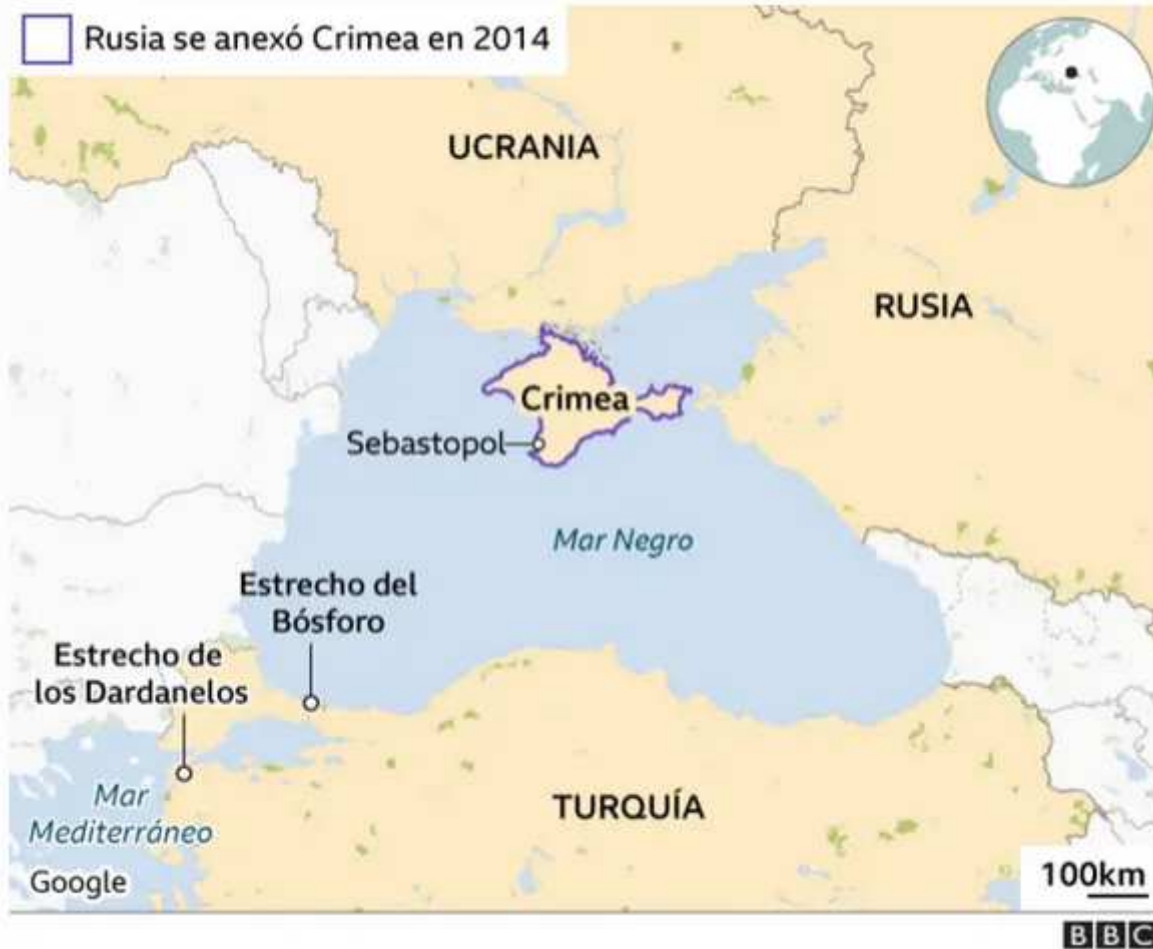 Rusia se anexó Crimea en 2014
UCRANIA
RUSIA
Crimea
Sebastopol
Mar Negro
Estrecho del
Bósforo
Estrecho de
los Dardanelos
Mar
Mediterráneo
TURQUÍA
Google
100km
BBC